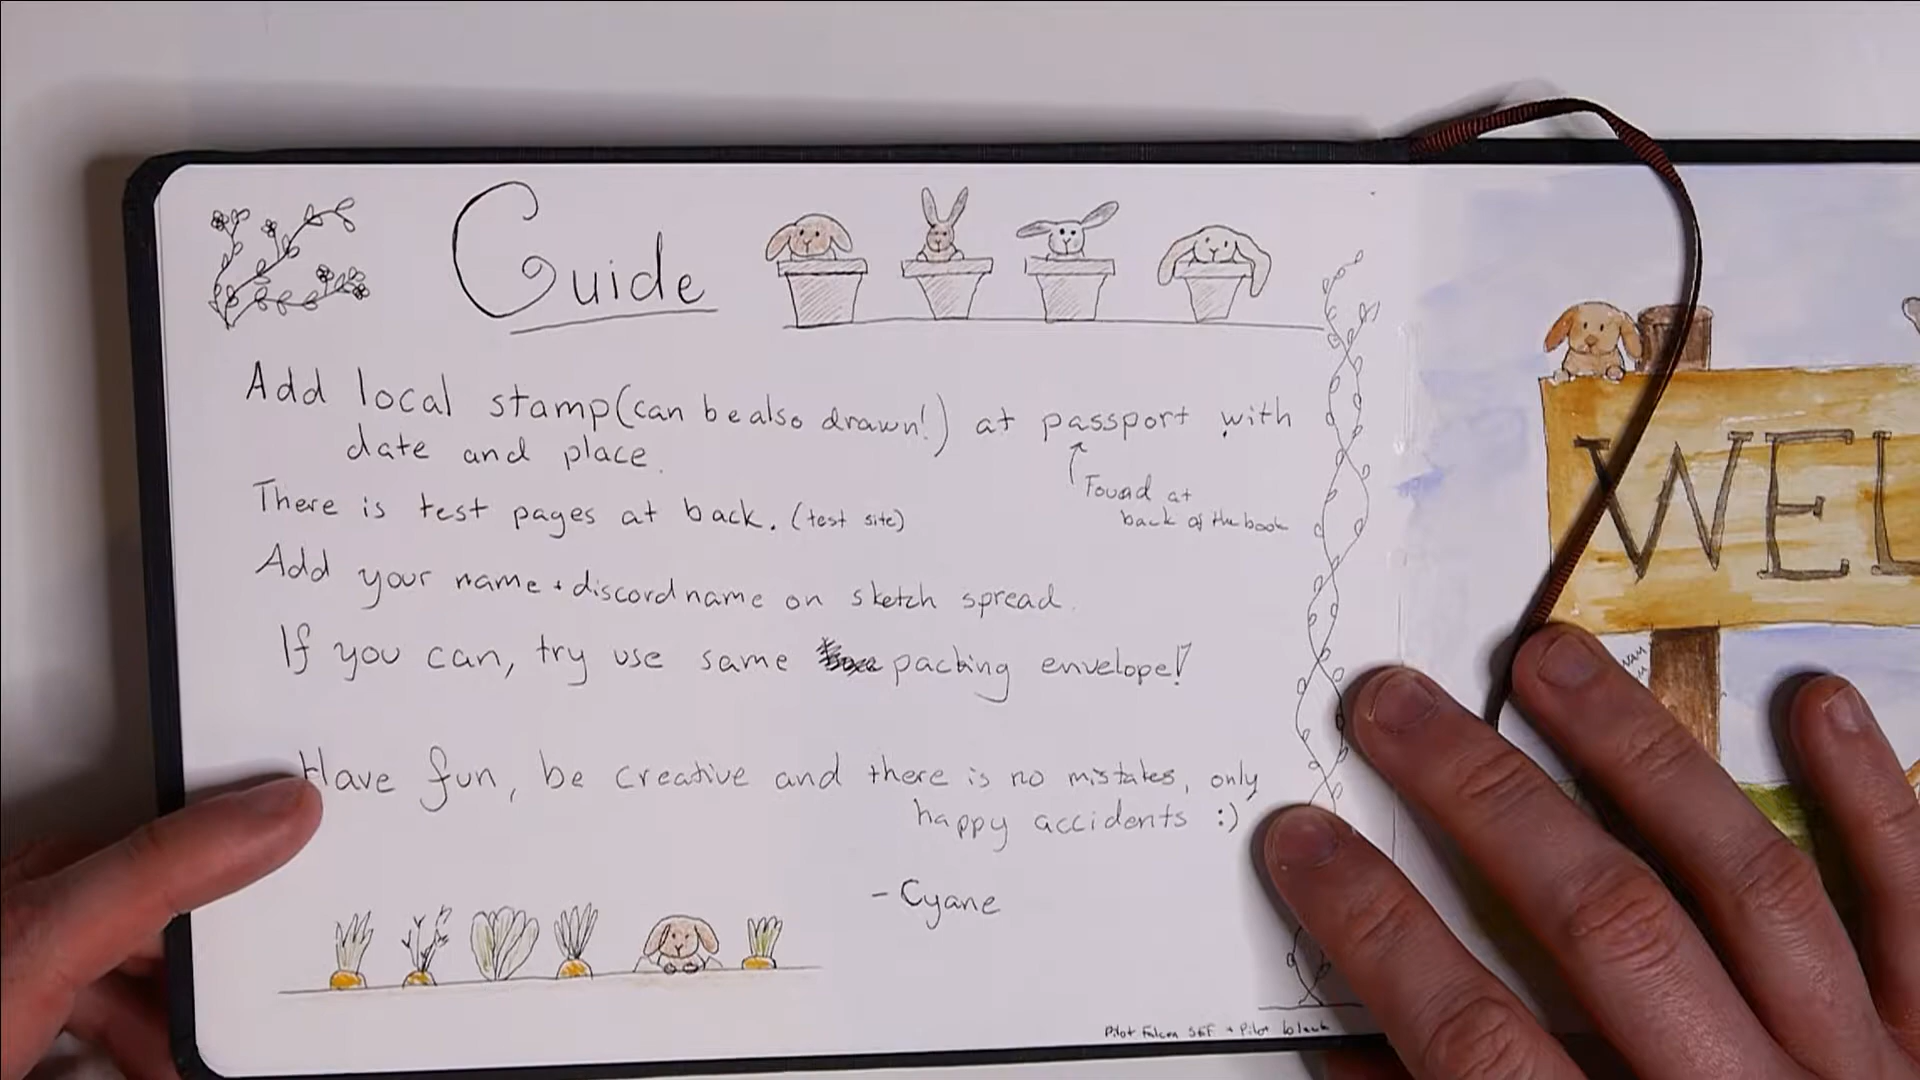 Guide
Add local stamp (can be also drawn!) at passport with
date and place.
Found at
back of the book
There is test pages at back. (test site)
Add your name + discordname on sketch spread.
If you can, try use same packing envelope!
Have fun, be creative and there is no mistakes, only
happy accidents :)
- Cyane
Pilot Falcon SEF + Pilot black
WEL